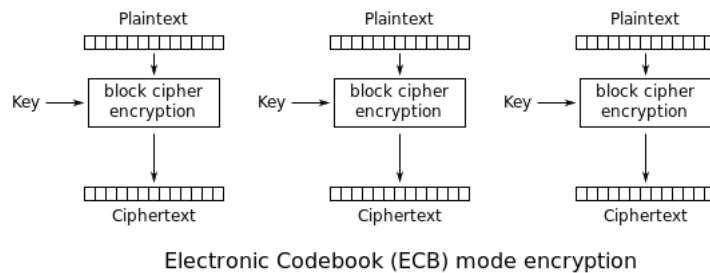 Plaintext Plaintext Plaintext
Key block cipher encryption
Key block cipher encryption
Key block cipher encryption
Ciphertext Ciphertext Ciphertext
Electronic Codebook (ECB) mode encryption